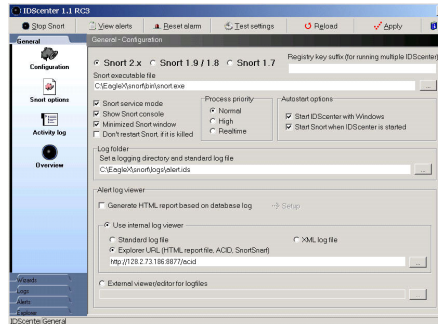 IDScenter 1.1 RC3
Stop Snort View alerts Reset alarm Test settings Reload Apply
General
General - Configuration
Configuration
Snort options
Activity log
Overview
Snort 2.x Snort 1.9 / 1.8 Snort 1.7
Registry key suffix (for running multiple IDScenter)
Snort executable file
C:\EagleX\snort\bin\snort.exe
Snort service mode
Show Snort console
Minimized Snort window
Don't restart Snort, if it is killed
Process priority
Normal
High
Realtime
Autostart options
Start IDScenter with Windows
Start Snort when IDScenter is started
Log folder
Set a logging directory and standard log file
C:\EagleX\snort\logs\alert.ids
...
Alert log viewer
Generate HTML report based on database log Setup
Use internal log viewer
Standard log file XML log file
Explorer URL (HTML report file, ACID, SnortSnarf)
http://128.2.73.186:8877/acid
...
External viewer/editor for logfiles
...
Wizards
Logs
Alerts
Explorer
IDScenter|General